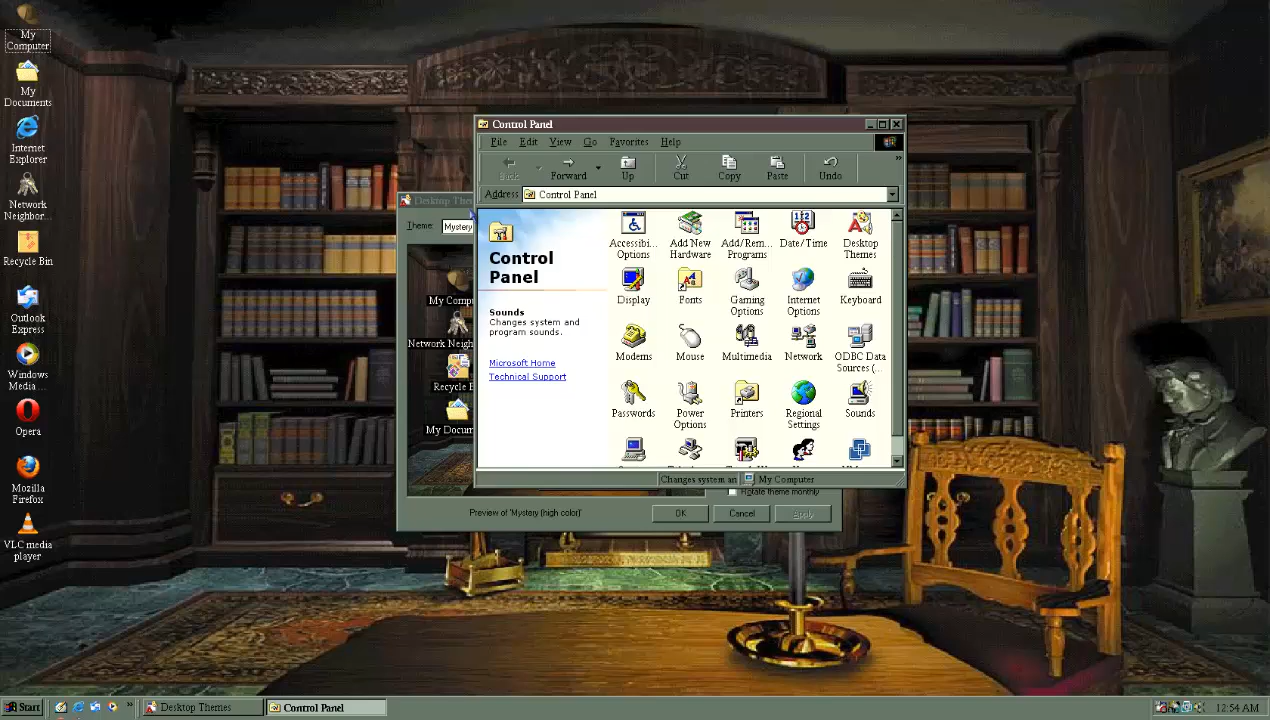 My
Computer
My
Documents
Internet
Explorer
Network
Neighbor...
Recycle Bin
Outlook
Express
Windows
Media ...
Opera
Mozilla
Firefox
VLC media
player
Desktop
Theme:
Mystery
My Compu
Network Neigh
Recycle B
My Docum
Preview of 'Mystery (high color)'
Rotate theme monthly
OK
Cancel
Apply
Control Panel
File Edit View Go Favorites Help
Back Forward Up Cut Copy Paste Undo »
Address Control Panel
Control
Panel
Sounds
Changes system and
program sounds.
Microsoft Home
Technical Support
Accessibi...
Options
Add New
Hardware
Add/Rem...
Programs
Date/Time
Desktop
Themes
Display
Fonts
Gaming
Options
Internet
Options
Keyboard
Modems
Mouse
Multimedia
Network
ODBC Data
Sources (...
Passwords
Power
Options
Printers
Regional
Settings
Sounds
Changes system an
My Computer
Start » Desktop Themes Control Panel 12:54 AM